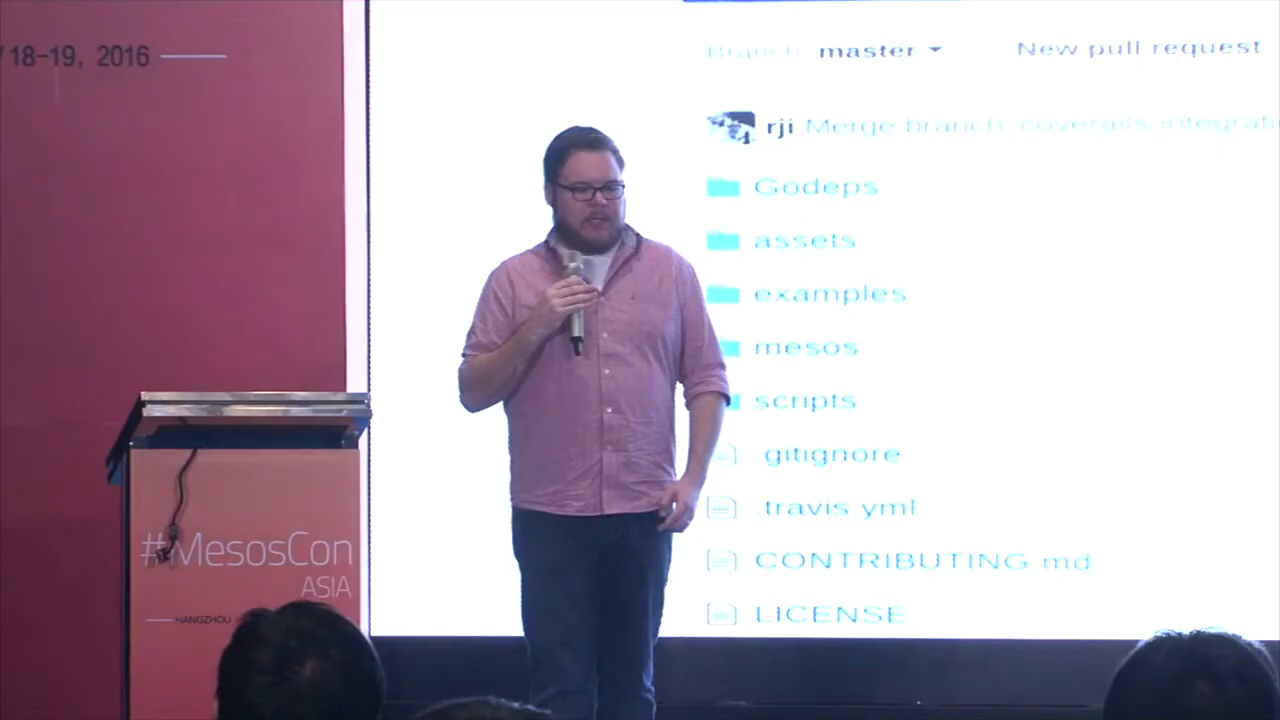 18-19, 2016
Branch: master
New pull request
rji Merge branch coveralls-integrati
Godeps
assets
examples
mesos
scripts
.gitignore
.travis.yml
CONTRIBUTING.md
LICENSE
#MesosCon
ASIA
HANGZHOU